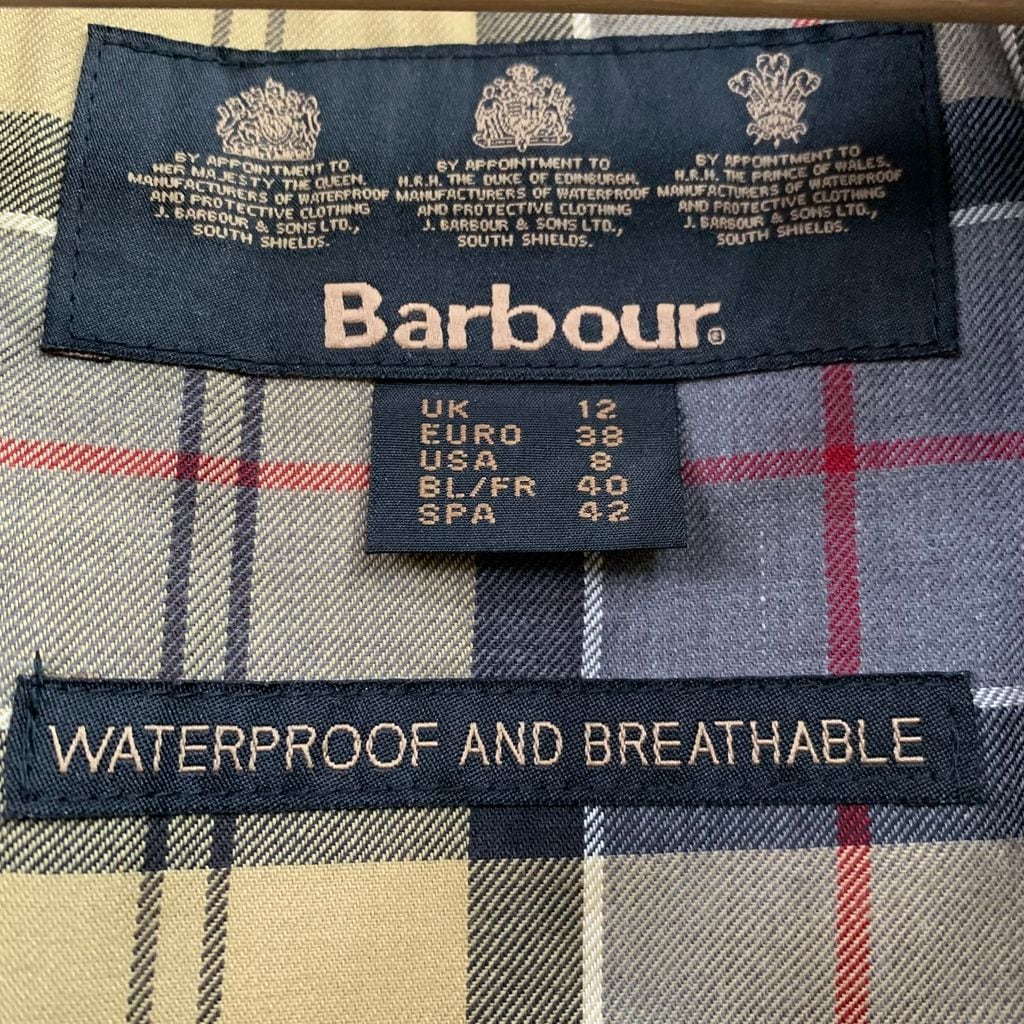 BY APPOINTMENT TO
HER MAJESTY THE QUEEN,
MANUFACTURERS OF WATERPROOF
AND PROTECTIVE CLOTHING
J. BARBOUR & SONS LTD.,
SOUTH SHIELDS.
BY APPOINTMENT TO
H.R.H. THE DUKE OF EDINBURGH,
MANUFACTURERS OF WATERPROOF
AND PROTECTIVE CLOTHING
J. BARBOUR & SONS LTD.,
SOUTH SHIELDS.
BY APPOINTMENT TO
H.R.H. THE PRINCE OF WALES,
MANUFACTURERS OF WATERPROOF
AND PROTECTIVE CLOTHING
J. BARBOUR & SONS LTD.,
SOUTH SHIELDS.
Barbour®
UK 12
EURO 38
USA 8
BL/FR 40
SPA 42
WATERPROOF AND BREATHABLE